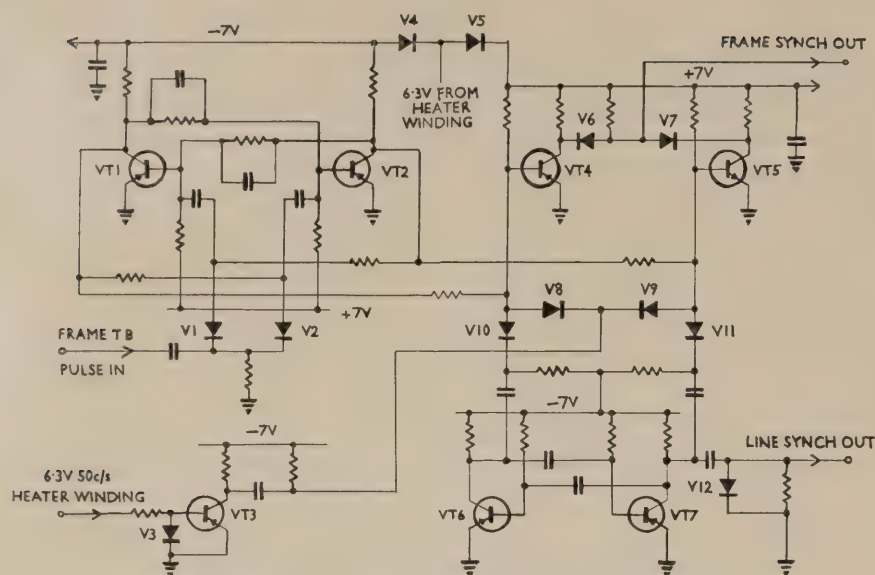 −7V
V4
V5
FRAME SYNCH OUT
+7V
6·3V FROM
HEATER
WINDING
V6
V7
VT1
VT2
VT4
VT5
V8
V9
+7V
V1
V2
V10
V11
FRAME T B
PULSE IN
−7V
−7V
LINE SYNCH OUT
6·3V 50c/s
HEATER WINDING
V12
VT3
VT6
VT7
V3